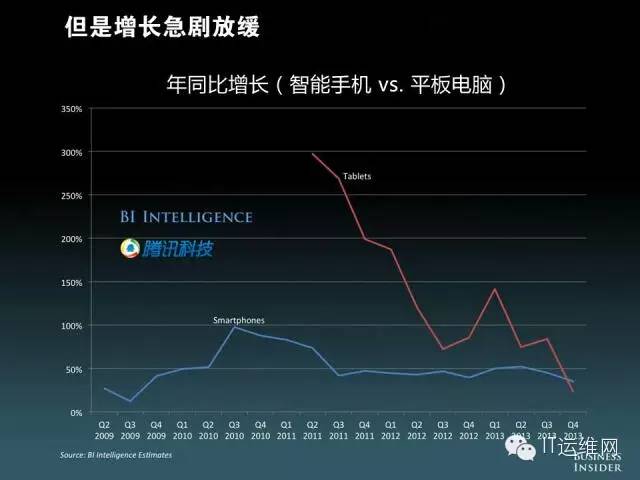 但是增长急剧放缓
年同比增长（智能手机 vs. 平板电脑）
350%
300%
250%
200%
150%
100%
50%
0%
Tablets
BI INTELLIGENCE
腾讯科技
Smartphones
Q2 Q3 Q4 Q1 Q2 Q3 Q4 Q1 Q2 Q3 Q4 Q1 Q2 Q3 Q4 Q1 Q2 Q3 Q4
2009 2009 2009 2010 2010 2010 2010 2011 2011 2011 2011 2012 2012 2012 2012 2013 2013 2013 2013
Source: BI Intelligence Estimates
IT运维网
BUSINESS
INSIDER